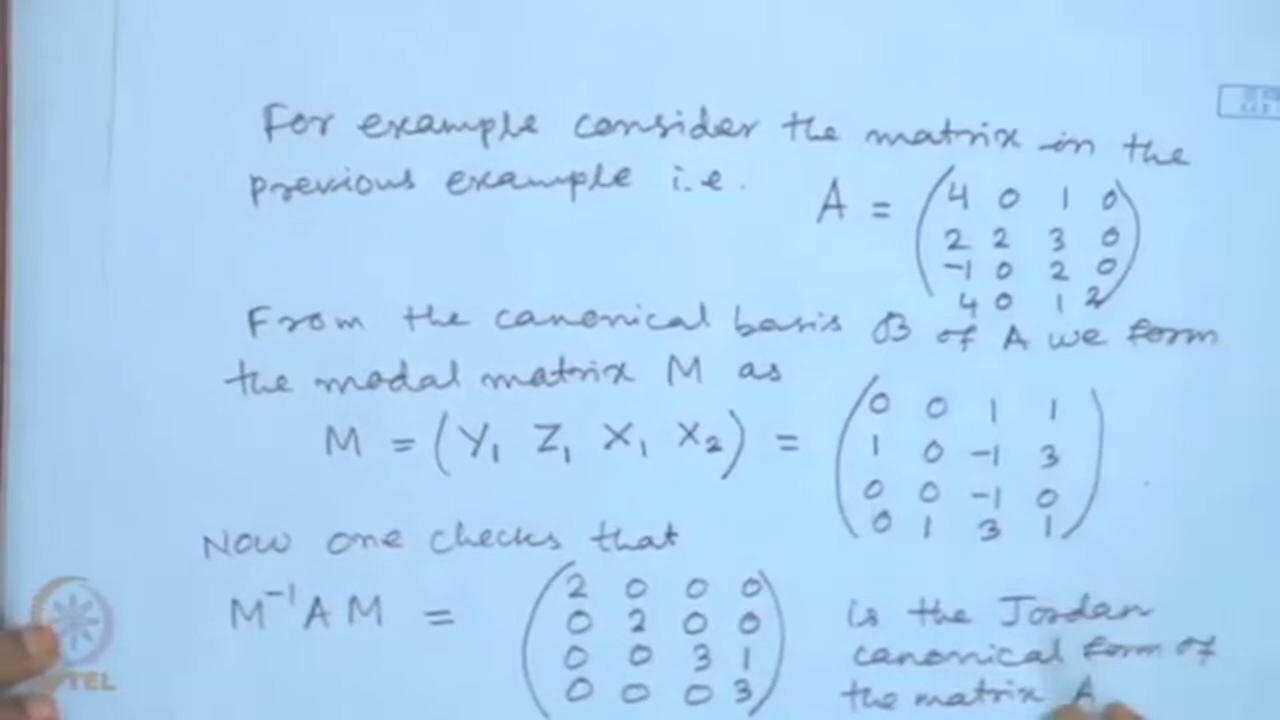 For example consider the matrix in the
previous example i.e. A = (4 0 1 0
2 2 3 0
-1 0 2 0
4 0 1 2)
From the canonical basis B of A we form
the modal matrix M as
M = (Y₁ Z₁ X₁ X₂) = (0 0 1 1
1 0 -1 3
0 0 -1 0
0 1 3 1)
Now one checks that
M⁻¹AM = (2 0 0 0
0 2 0 0
0 0 3 1
0 0 0 3)
is the Jordan
canonical form of
the matrix A